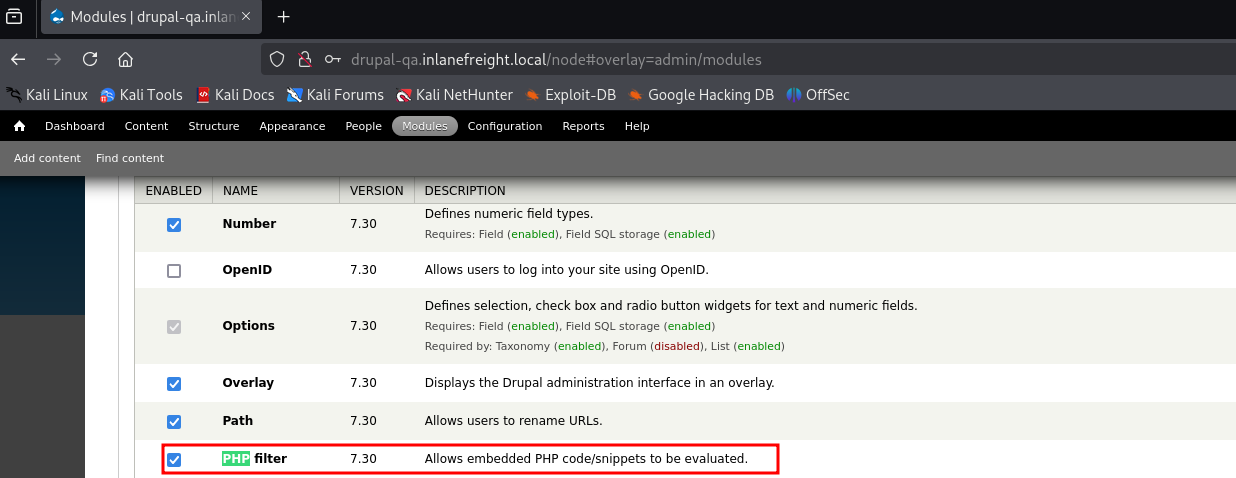 Modules | drupal-qa.inlan
drupal-qa.inlanefreight.local/node#overlay=admin/modules
Kali Linux Kali Tools Kali Docs Kali Forums Kali NetHunter Exploit-DB Google Hacking DB OffSec
Dashboard Content Structure Appearance People Modules Configuration Reports Help
Add content Find content
ENABLED NAME VERSION DESCRIPTION
Number 7.30 Defines numeric field types.
Requires: Field (enabled), Field SQL storage (enabled)
OpenID 7.30 Allows users to log into your site using OpenID.
Defines selection, check box and radio button widgets for text and numeric fields.
Options 7.30 Requires: Field (enabled), Field SQL storage (enabled)
Required by: Taxonomy (enabled), Forum (disabled), List (enabled)
Overlay 7.30 Displays the Drupal administration interface in an overlay.
Path 7.30 Allows users to rename URLs.
PHP filter 7.30 Allows embedded PHP code/snippets to be evaluated.